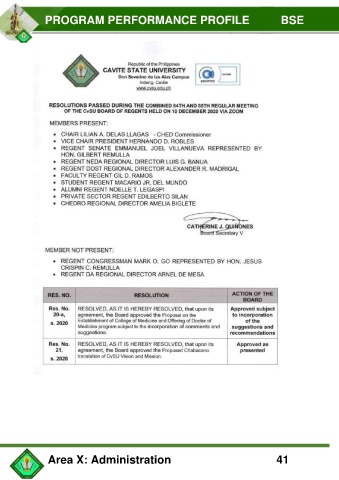 PROGRAM PERFORMANCE PROFILE BSE
Republic of the Philippines
CAVITE STATE UNIVERSITY
Don Severino de las Alas Campus
Indang, Cavite
www.cvsu.edu.ph
RESOLUTIONS PASSED DURING THE COMBINED 84TH AND 85TH REGULAR MEETING
OF THE CvSU BOARD OF REGENTS HELD ON 10 DECEMBER 2020 VIA ZOOM
MEMBERS PRESENT:
• CHAIR LILIAN A. DELAS LLAGAS - CHED Commissioner
• VICE CHAIR PRESIDENT HERNANDO D. ROBLES
• REGENT SENATE EMMANUEL JOEL VILLANUEVA REPRESENTED BY
HON. GILBERT REMULLA
• REGENT NEDA REGIONAL DIRECTOR LUIS G. BANUA
• REGENT DOST REGIONAL DIRECTOR ALEXANDER R. MADRIGAL
• FACULTY REGENT GIL D. RAMOS
• STUDENT REGENT MACARIO JR. DEL MUNDO
• ALUMNI REGENT NOELLE T. LEGASPI
• PRIVATE SECTOR REGENT EDILBERTO SILAN
• CHEDRO REGIONAL DIRECTOR AMELIA BIGLETE
CATHERINE J. QUIÑONES
Board Secretary V
MEMBER NOT PRESENT:
• REGENT CONGRESSMAN MARK O. GO REPRESENTED BY HON. JESUS
CRISPIN C. REMULLA
• REGENT DA REGIONAL DIRECTOR ARNEL DE MESA
RES. NO. RESOLUTION ACTION OF THE BOARD
Res. No. 20-e, s. 2020
RESOLVED, AS IT IS HEREBY RESOLVED, that upon its
agreement, the Board approved the Proposal on the
Establishment of College of Medicine and Offering of Doctor of
Medicine program subject to the incorporation of comments and
suggestions.
Approved subject
to incorporation
of the
suggestions and
recommendations
Res. No. 21, s. 2020
RESOLVED, AS IT IS HEREBY RESOLVED, that upon its
agreement, the Board approved the Proposed Chabacano
translation of CvSU Vision and Mission.
Approved as
presented
Area X: Administration 41